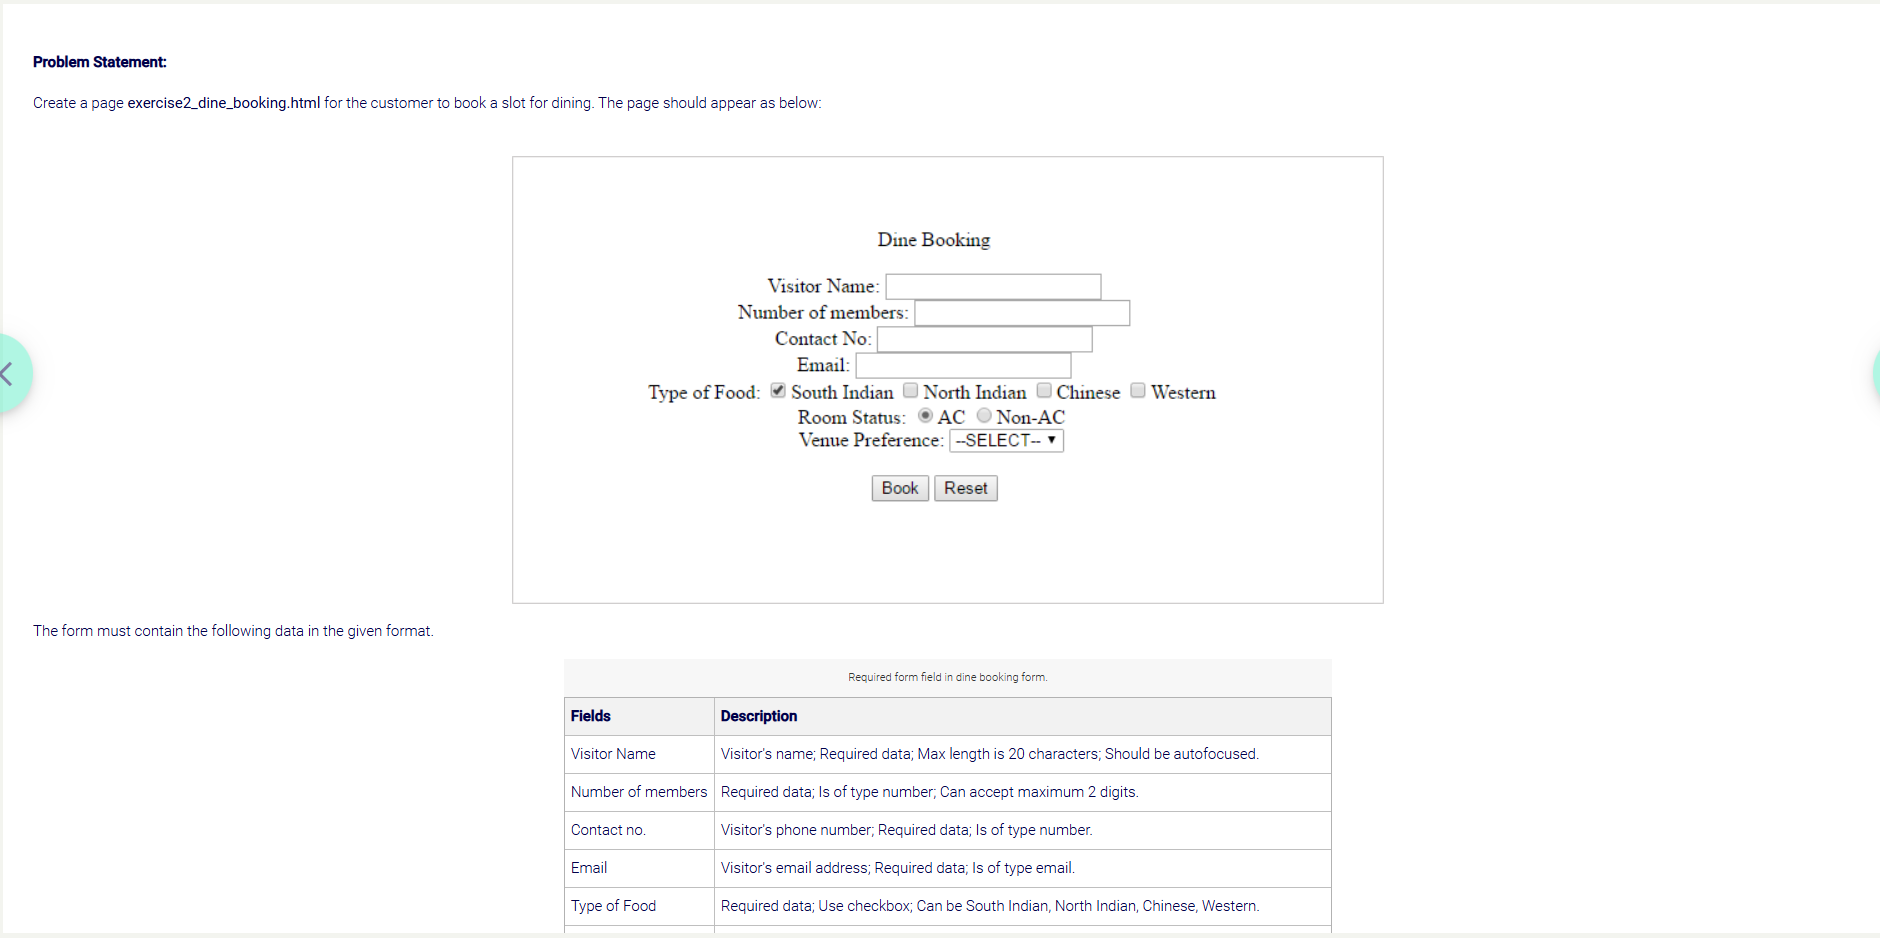 Problem Statement:
Create a page exercise2_dine_booking.html for the customer to book a slot for dining. The page should appear as below:
Dine Booking
Visitor Name:
Number of members:
Contact No:
Email:
Type of Food: South Indian North Indian Chinese Western
Room Status: AC Non-AC
Venue Preference: --SELECT--
Book Reset
The form must contain the following data in the given format.
Required form field in dine booking form.
Fields Description
Visitor Name Visitor's name; Required data; Max length is 20 characters; Should be autofocused.
Number of members Required data; Is of type number; Can accept maximum 2 digits.
Contact no. Visitor's phone number; Required data; Is of type number.
Email Visitor's email address; Required data; Is of type email.
Type of Food Required data; Use checkbox; Can be South Indian, North Indian, Chinese, Western.